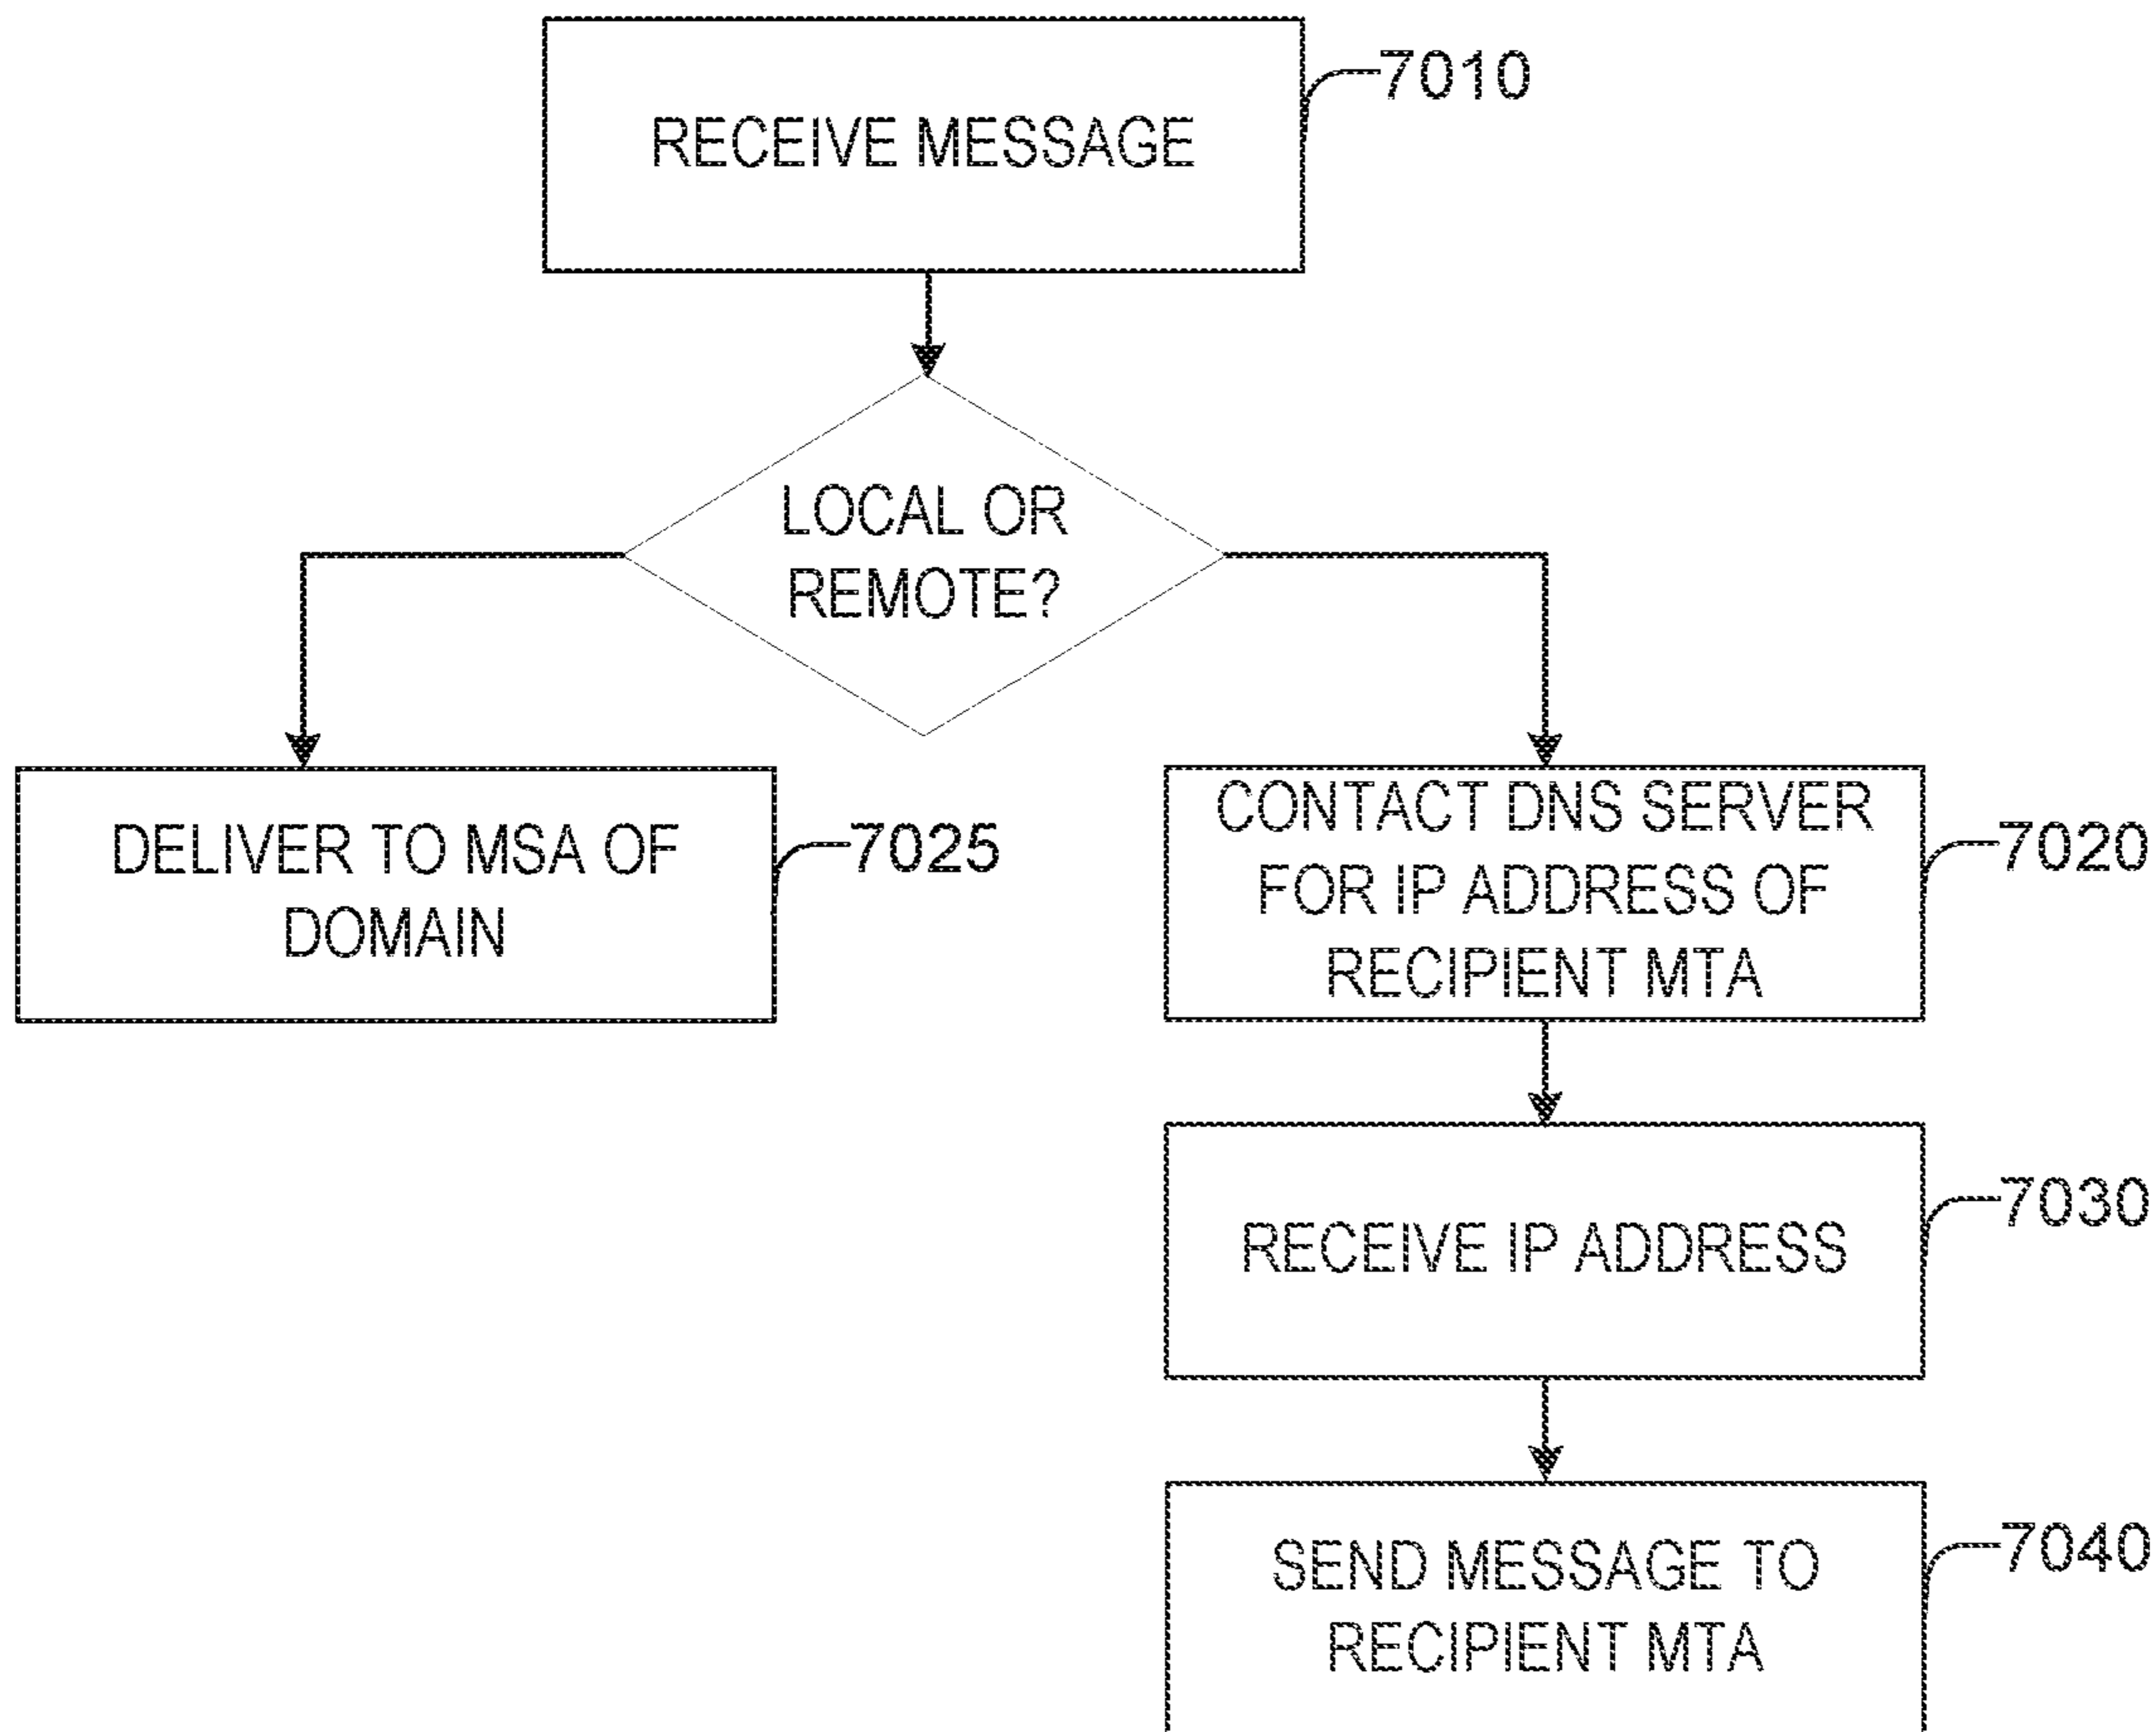 RECEIVE MESSAGE
7010
LOCAL OR
REMOTE?
DELIVER TO MSA OF
DOMAIN
7025
CONTACT DNS SERVER
FOR IP ADDRESS OF
RECIPIENT MTA
7020
RECEIVE IP ADDRESS
7030
SEND MESSAGE TO
RECIPIENT MTA
7040